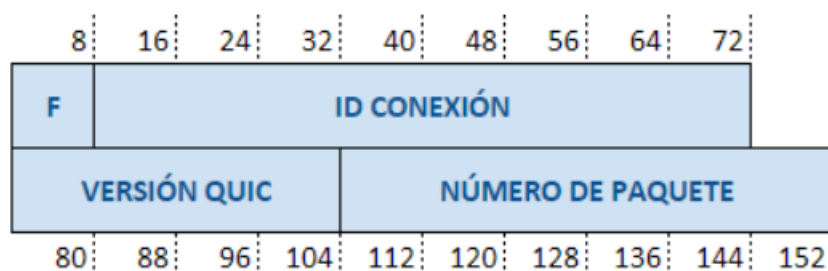 8 16 24 32 40 48 56 64 72
F ID CONEXIÓN
VERSIÓN QUIC NÚMERO DE PAQUETE
80 88 96 104 112 120 128 136 144 152